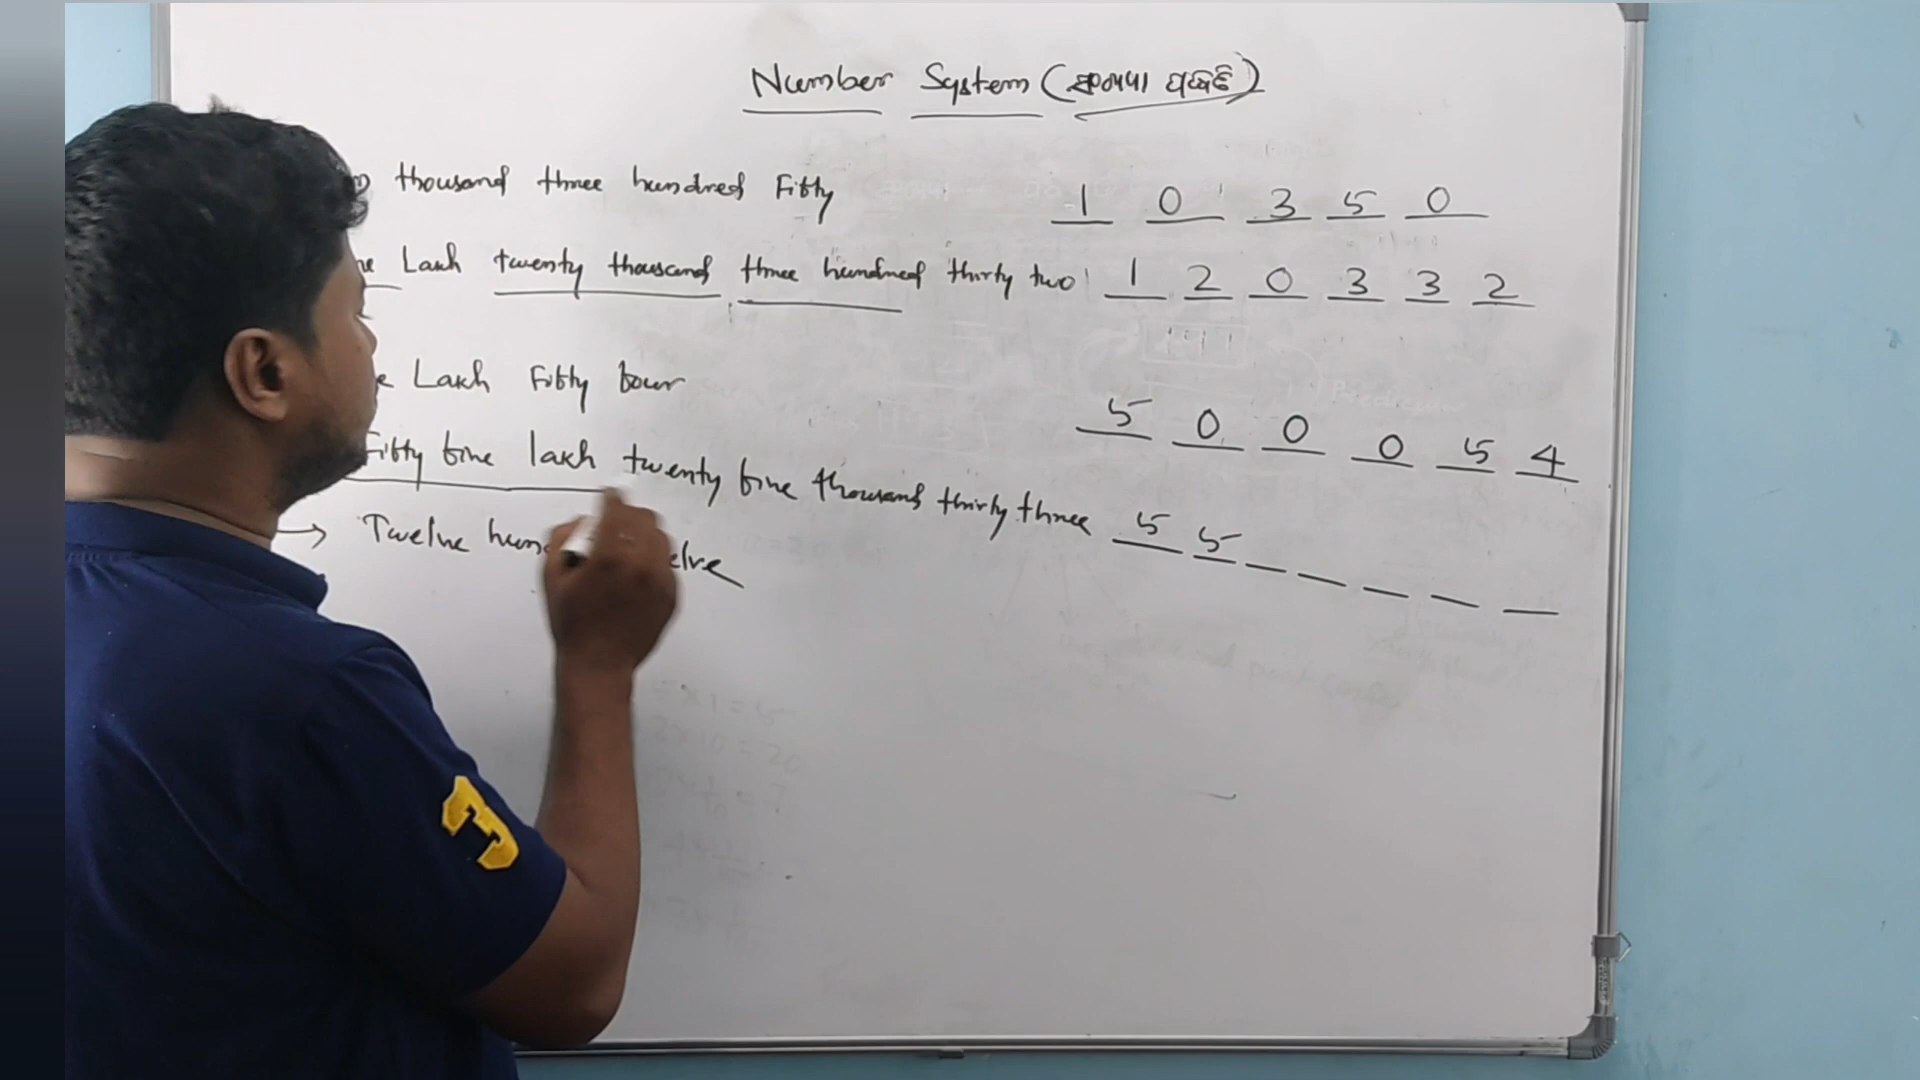 Number System (ସଂଖ୍ୟା ପଦ୍ଧତି)
thousand three hundred Fifty 1 0 3 5 0
Lakh twenty thousand three hundred thirty two 1 2 0 3 3 2
Lakh Fifty four 5 0 0 0 5 4
Fifty five lakh twenty five thousand thirty three 5 5 _ _ _ _ _
→ Twelve
3